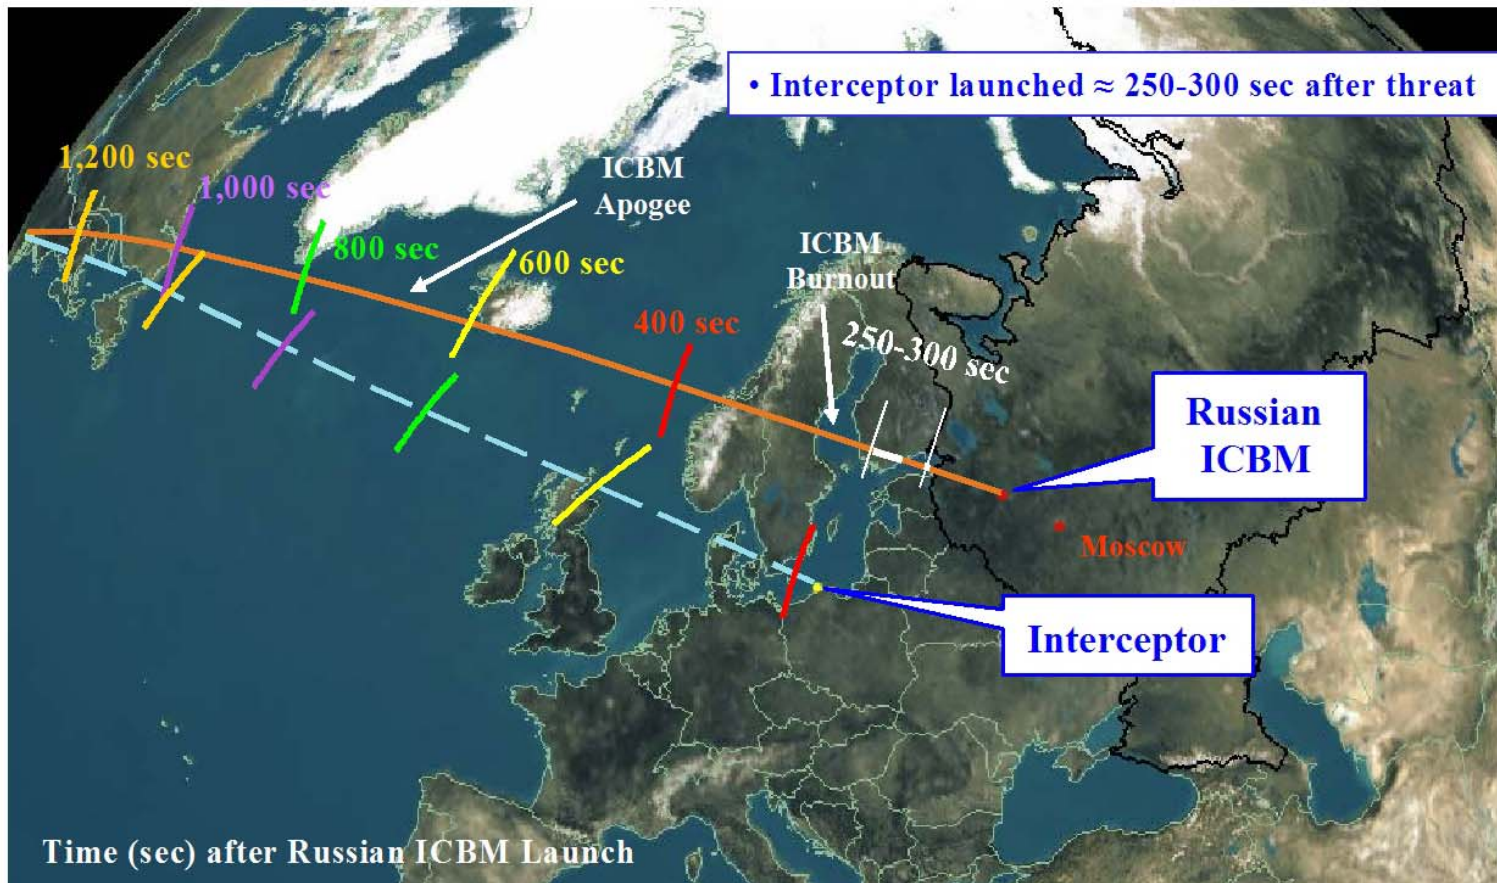 • Interceptor launched ≈ 250-300 sec after threat
1,200 sec
1,000 sec
ICBM
Apogee
800 sec
600 sec
ICBM
Burnout
400 sec
250-300 sec
Russian
ICBM
Moscow
Interceptor
Time (sec) after Russian ICBM Launch